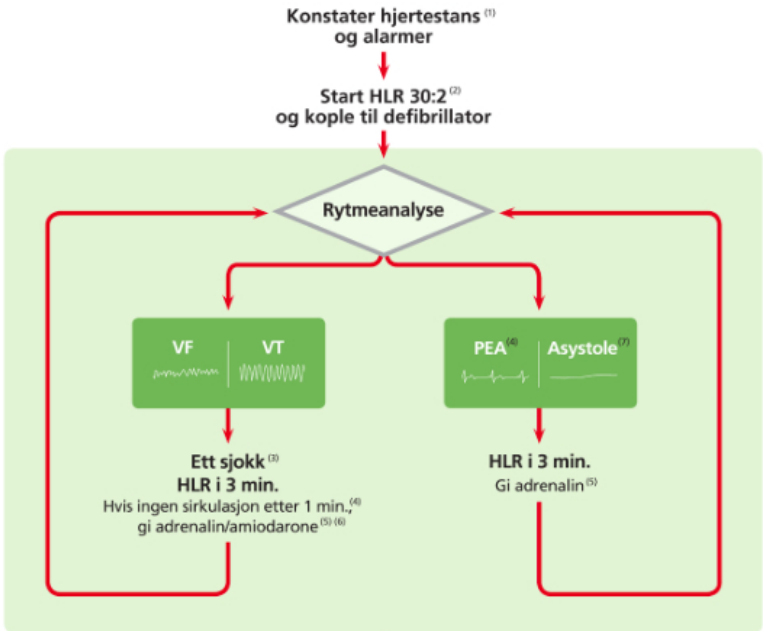 Konstater hjertestans (1)
og alarmer
Start HLR 30:2 (2)
og kople til defibrillator
Rytmeanalyse
VF VT
PEA(4) Asystole(7)
Ett sjokk (3)
HLR i 3 min.
Hvis ingen sirkulasjon etter 1 min.,(4)
gi adrenalin/amiodarone (5) (6)
HLR i 3 min.
Gi adrenalin (5)